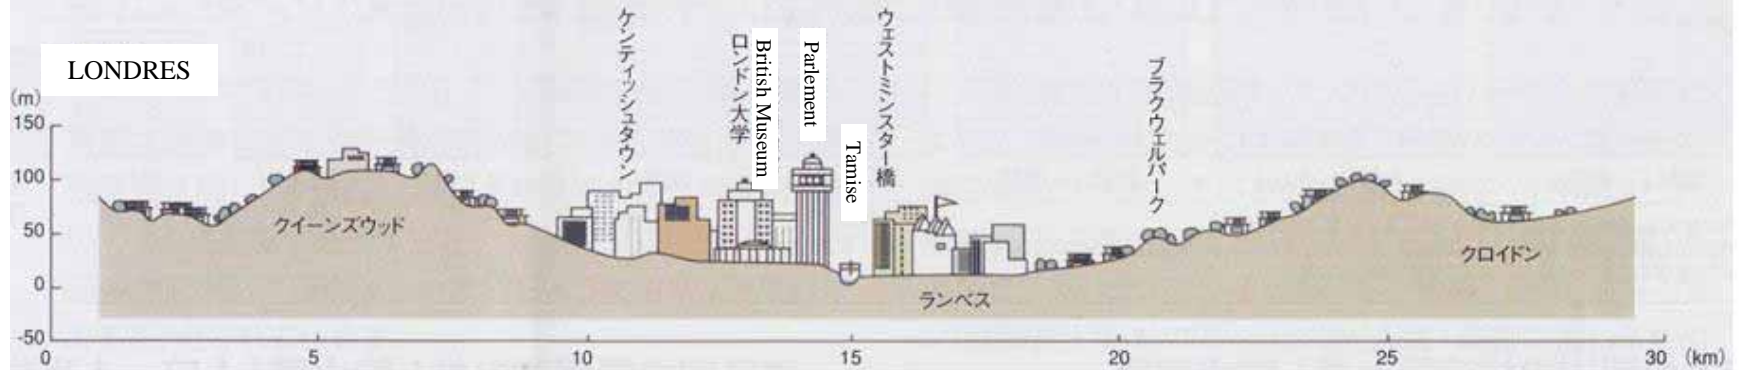 LONDRES
ケンティッシュタウン
ロンドン大学
British Museum
Parlement
Tamise
ウェストミンスター橋
ブラクウェルパーク
(m)
150
100
50
0
-50
クイーンズウッド
ランベス
クロイドン
0 5 10 15 20 25 30 (km)